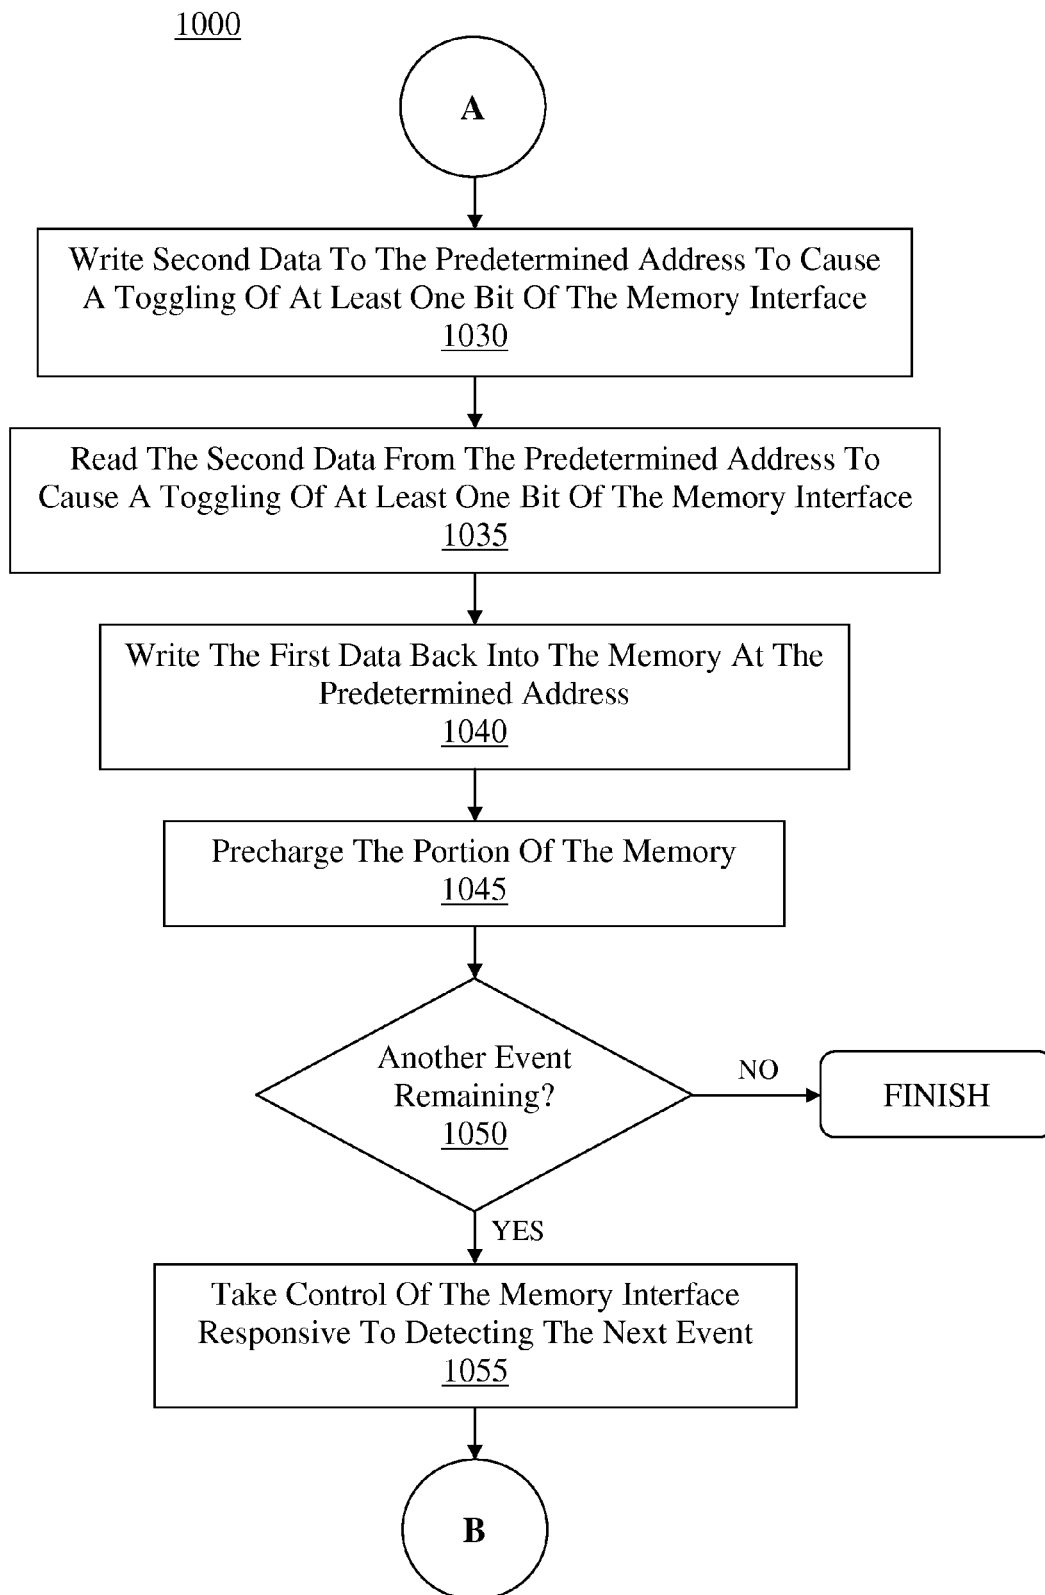 1000
A
Write Second Data To The Predetermined Address To Cause
A Toggling Of At Least One Bit Of The Memory Interface
1030
Read The Second Data From The Predetermined Address To
Cause A Toggling Of At Least One Bit Of The Memory Interface
1035
Write The First Data Back Into The Memory At The
Predetermined Address
1040
Precharge The Portion Of The Memory
1045
Another Event
Remaining?
1050
NO
FINISH
YES
Take Control Of The Memory Interface
Responsive To Detecting The Next Event
1055
B